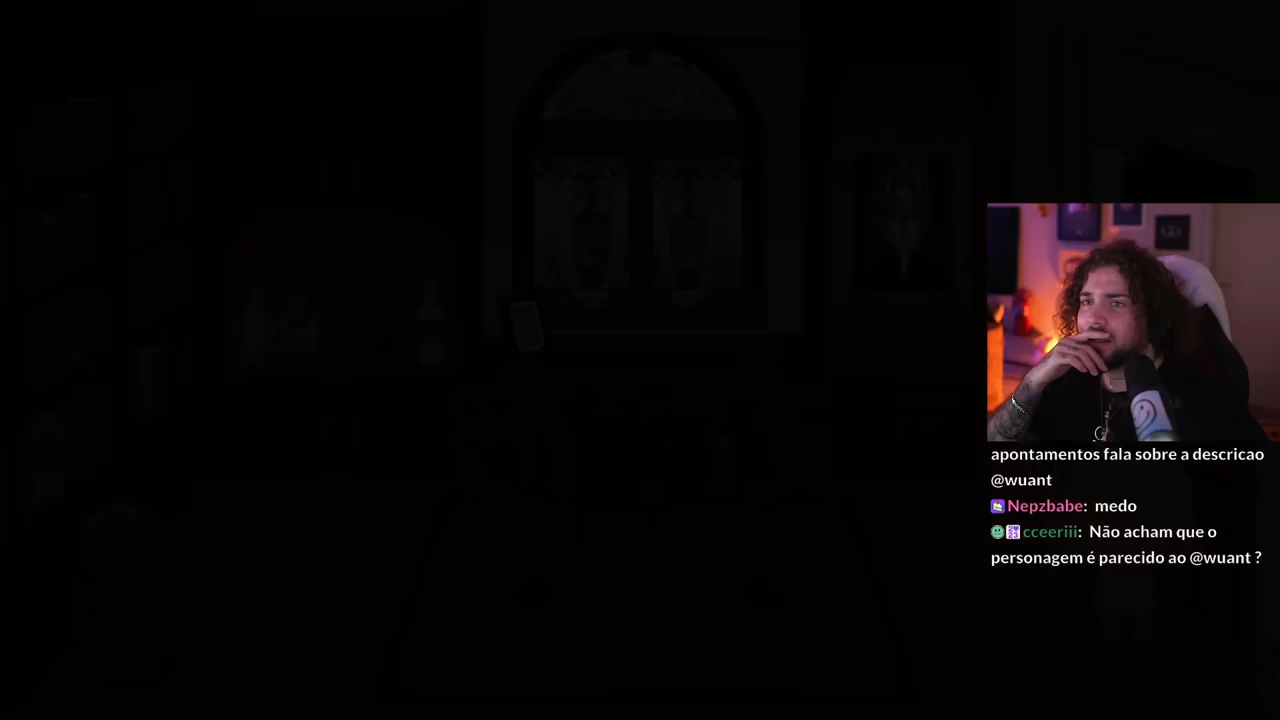 apontamentos fala sobre a descricao
@wuant
Nepzbabe: medo
cceeriii: Não acham que o
personagem é parecido ao @wuant ?